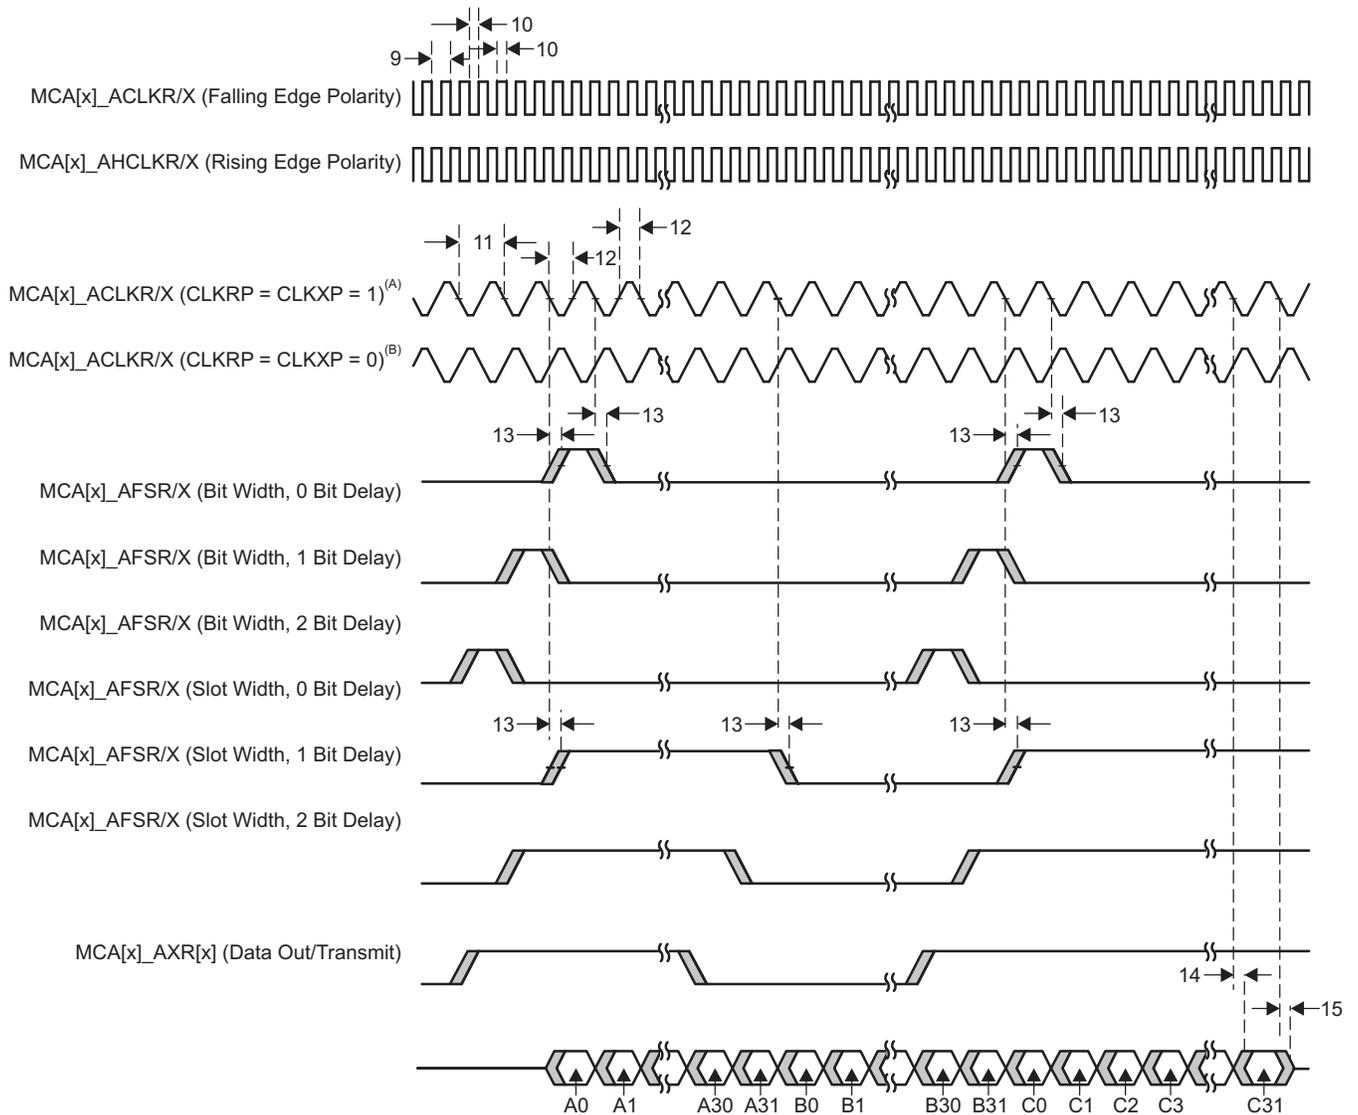 10
9
10
MCA[x]_ACLKR/X (Falling Edge Polarity)
MCA[x]_AHCLKR/X (Rising Edge Polarity)
12
11
12
MCA[x]_ACLKR/X (CLKRP = CLKXP = 1)(A)
MCA[x]_ACLKR/X (CLKRP = CLKXP = 0)(B)
13
13
13
13
MCA[x]_AFSR/X (Bit Width, 0 Bit Delay)
MCA[x]_AFSR/X (Bit Width, 1 Bit Delay)
MCA[x]_AFSR/X (Bit Width, 2 Bit Delay)
MCA[x]_AFSR/X (Slot Width, 0 Bit Delay)
13
13
13
MCA[x]_AFSR/X (Slot Width, 1 Bit Delay)
MCA[x]_AFSR/X (Slot Width, 2 Bit Delay)
MCA[x]_AXR[x] (Data Out/Transmit)
14
15
A0 A1 A30 A31 B0 B1 B30 B31 C0 C1 C2 C3 C31